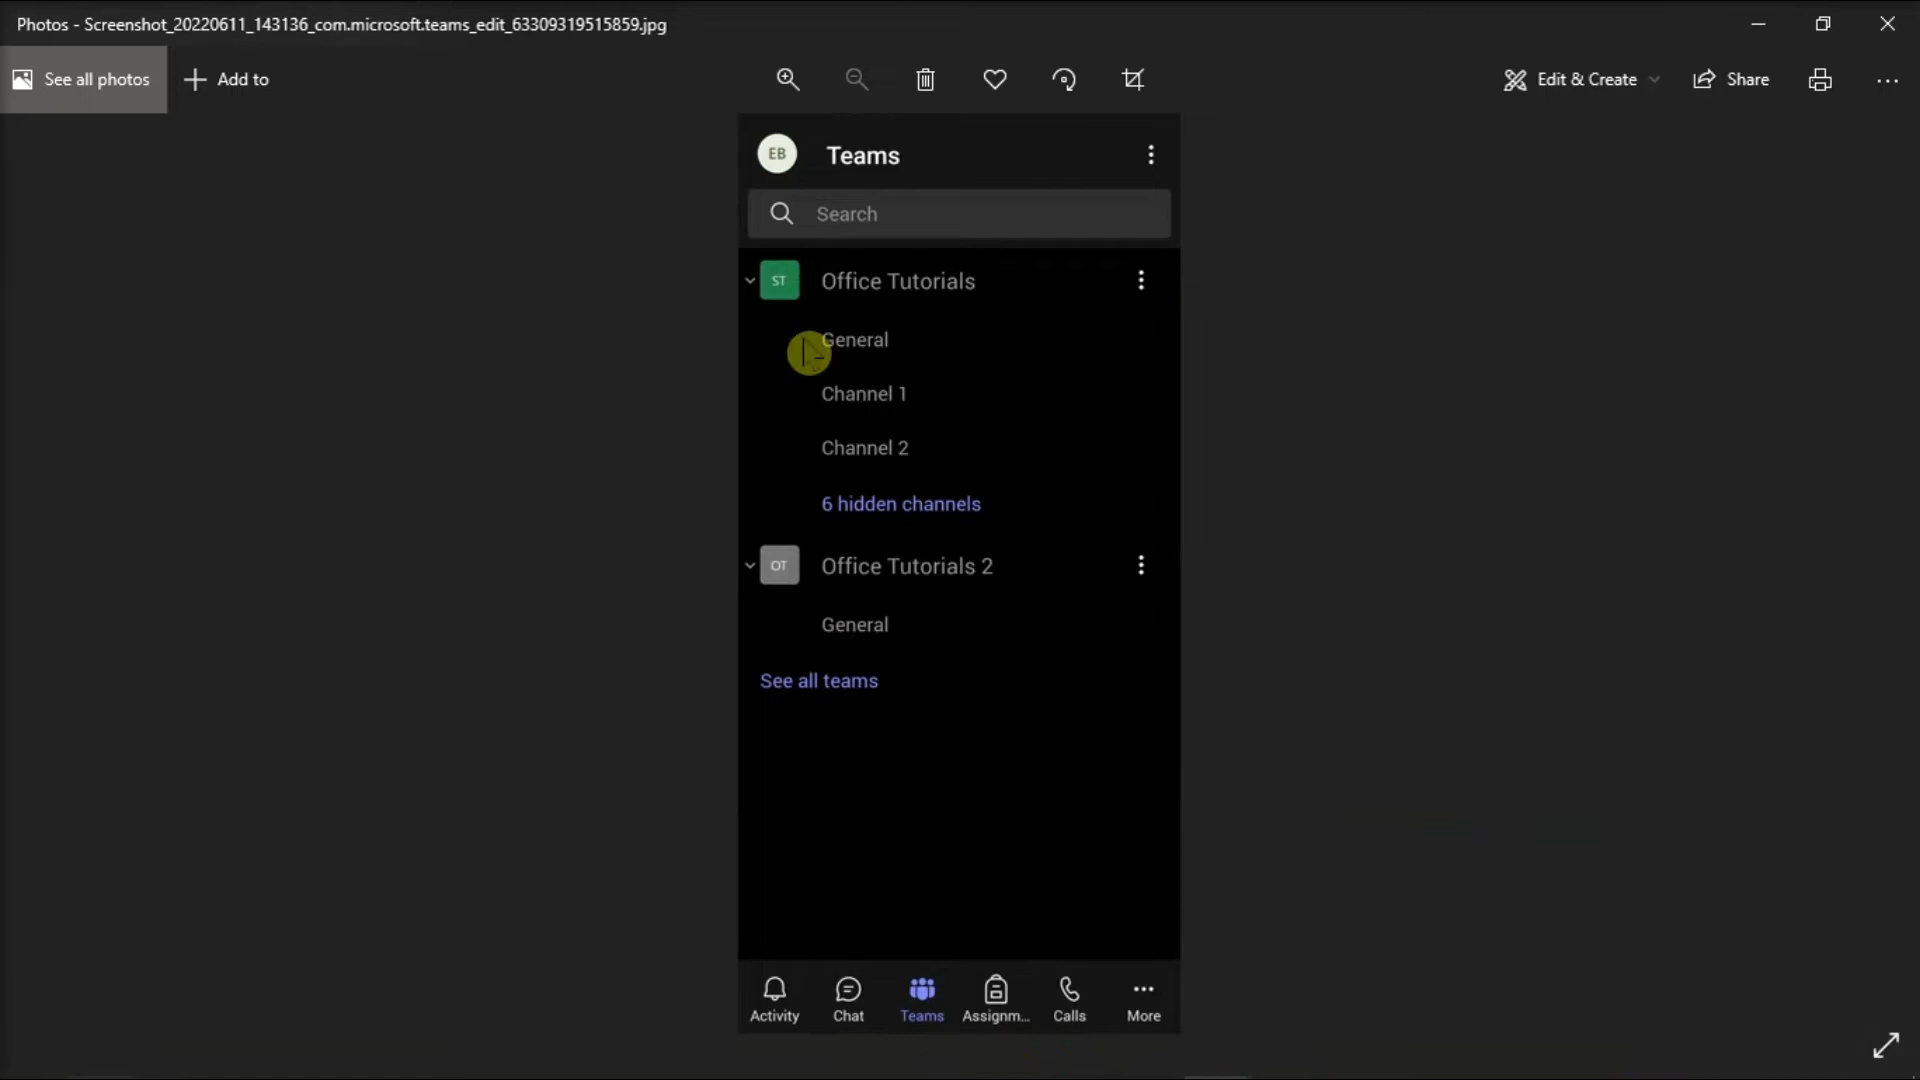 Photos - Screenshot_20220611_143136_com.microsoft.teams_edit_63309319515859.jpg
See all photos
Add to
Edit & Create
Share
EB
Teams
Search
ST
Office Tutorials
General
Channel 1
Channel 2
6 hidden channels
OT
Office Tutorials 2
General
See all teams
Activity
Chat
Teams
Assignm...
Calls
More